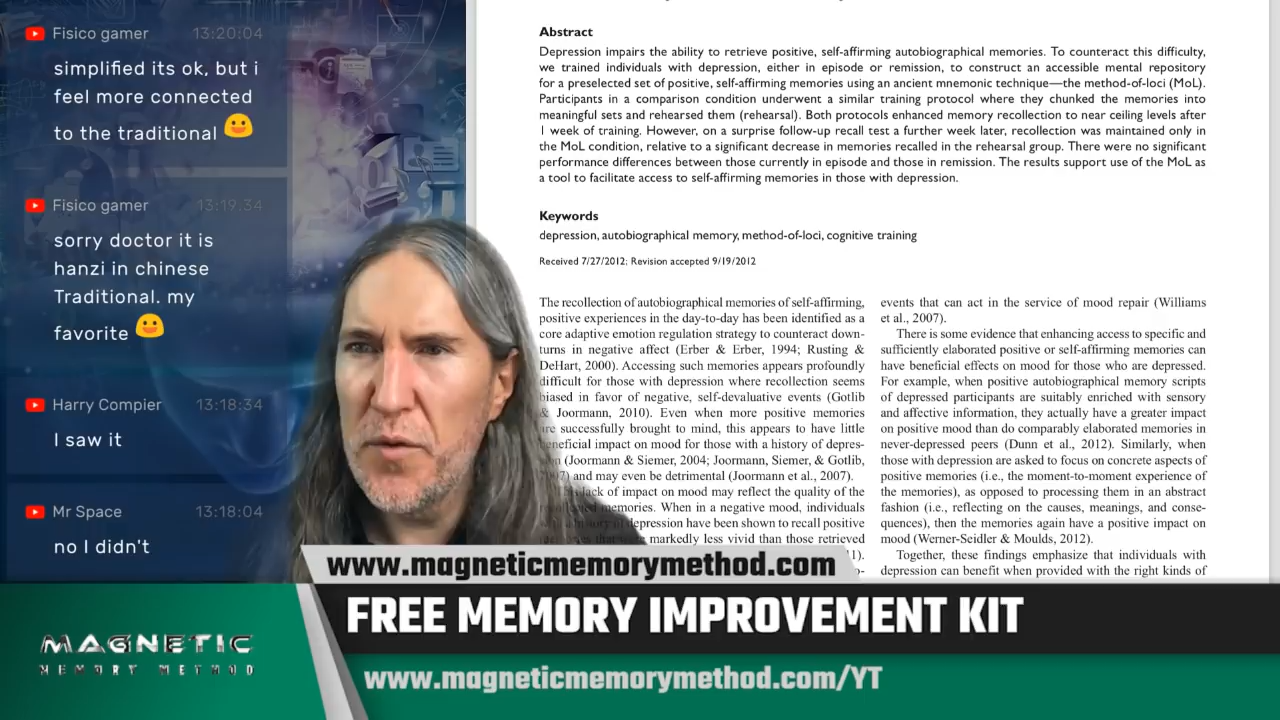 Fisico gamer 13:20:04
simplified its ok, but i
feel more connected
to the traditional
Fisico gamer 13:19:34
sorry doctor it is
hanzi in chinese
Traditional. my
favorite
Harry Compier 13:18:34
I saw it
Mr Space 13:18:04
no I didn't
Abstract
Depression impairs the ability to retrieve positive, self-affirming autobiographical memories. To counteract this difficulty,
we trained individuals with depression, either in episode or remission, to construct an accessible mental repository
for a preselected set of positive, self-affirming memories using an ancient mnemonic technique—the method-of-loci (MoL).
Participants in a comparison condition underwent a similar training protocol where they chunked the memories into
meaningful sets and rehearsed them (rehearsal). Both protocols enhanced memory recollection to near ceiling levels after
1 week of training. However, on a surprise follow-up recall test a further week later, recollection was maintained only in
the MoL condition, relative to a significant decrease in memories recalled in the rehearsal group. There were no significant
performance differences between those currently in episode and those in remission. The results support use of the MoL as
a tool to facilitate access to self-affirming memories in those with depression.
Keywords
depression, autobiographical memory, method-of-loci, cognitive training
Received 7/27/2012; Revision accepted 9/19/2012
The recollection of autobiographical memories of self-affirming,
positive experiences in the day-to-day has been identified as a
core adaptive emotion regulation strategy to counteract down-
turns in negative affect (Erber & Erber, 1994; Rusting &
DeHart, 2000). Accessing such memories appears profoundly
difficult for those with depression where recollection seems
biased in favor of negative, self-devaluative events (Gotlib
& Joormann, 2010). Even when more positive memories
are successfully brought to mind, this appears to have little
beneficial impact on mood for those with a history of depres-
(Joormann & Siemer, 2004; Joormann, Siemer, & Gotlib,
2007) and may even be detrimental (Joormann et al., 2007).
lack of impact on mood may reflect the quality of the
memories. When in a negative mood, individuals
depression have been shown to recall positive
markedly less vivid than those retrieved
events that can act in the service of mood repair (Williams
et al., 2007).
There is some evidence that enhancing access to specific and
sufficiently elaborated positive or self-affirming memories can
have beneficial effects on mood for those who are depressed.
For example, when positive autobiographical memory scripts
of depressed participants are suitably enriched with sensory
and affective information, they actually have a greater impact
on positive mood than do comparably elaborated memories in
never-depressed peers (Dunn et al., 2012). Similarly, when
those with depression are asked to focus on concrete aspects of
positive memories (i.e., the moment-to-moment experience of
the memories), as opposed to processing them in an abstract
fashion (i.e., reflecting on the causes, meanings, and conse-
quences), then the memories again have a positive impact on
mood (Werner-Seidler & Moulds, 2012).
Together, these findings emphasize that individuals with
depression can benefit when provided with the right kinds of
www.magneticmemorymethod.com
FREE MEMORY IMPROVEMENT KIT
www.magneticmemorymethod.com/YT
MAGNETIC
MEMORY METHOD